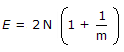 E = 2 N (1 + 1/m)